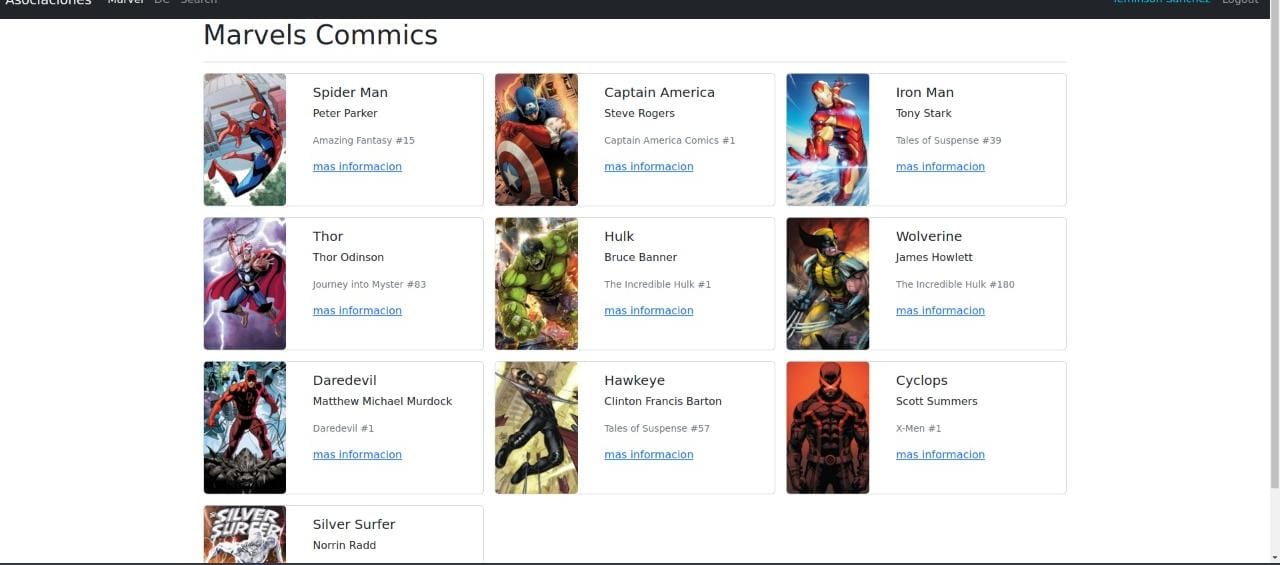 Asociaciones Marvel DC Search Teminson Sanchez Logout
Marvels Commics
Spider Man
Peter Parker
Amazing Fantasy #15
mas informacion
Captain America
Steve Rogers
Captain America Comics #1
mas informacion
Iron Man
Tony Stark
Tales of Suspense #39
mas informacion
Thor
Thor Odinson
Journey into Myster #83
mas informacion
Hulk
Bruce Banner
The Incredible Hulk #1
mas informacion
Wolverine
James Howlett
The Incredible Hulk #180
mas informacion
Daredevil
Matthew Michael Murdock
Daredevil #1
mas informacion
Hawkeye
Clinton Francis Barton
Tales of Suspense #57
mas informacion
Cyclops
Scott Summers
X-Men #1
mas informacion
SILVER
SURFER
Silver Surfer
Norrin Radd